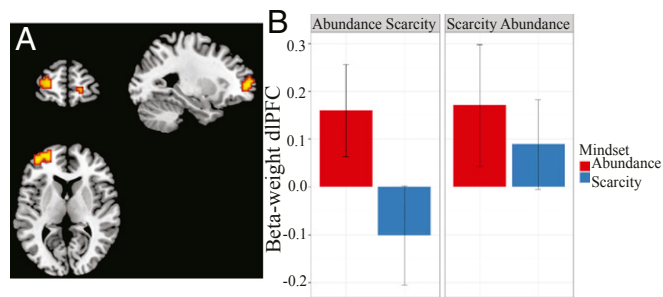 A
B
Abundance Scarcity
Scarcity Abundance
Beta-weight dlPFC
0.3
0.2
0.1
0.0
-0.1
-0.2
Mindset
Abundance
Scarcity